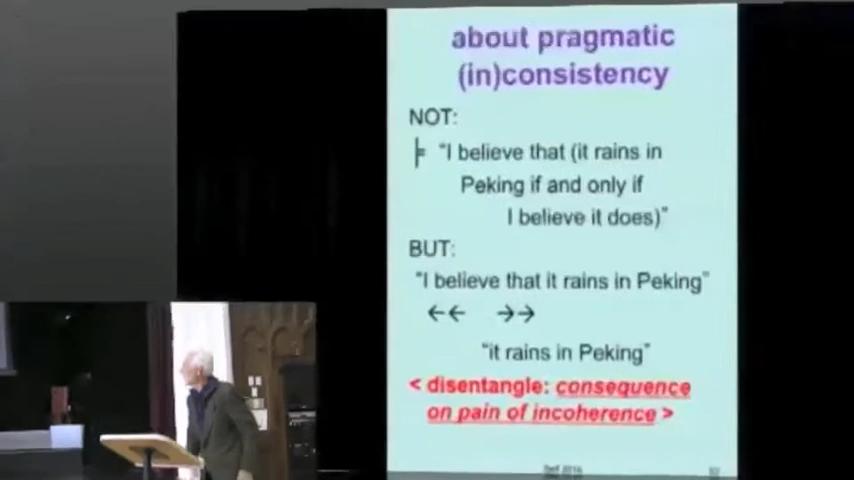 about pragmatic
(in)consistency
NOT:
╞ "I believe that (it rains in
Peking if and only if
I believe it does)"
BUT:
"I believe that it rains in Peking"
←← →→
"it rains in Peking"
< disentangle: consequence
on pain of incoherence >